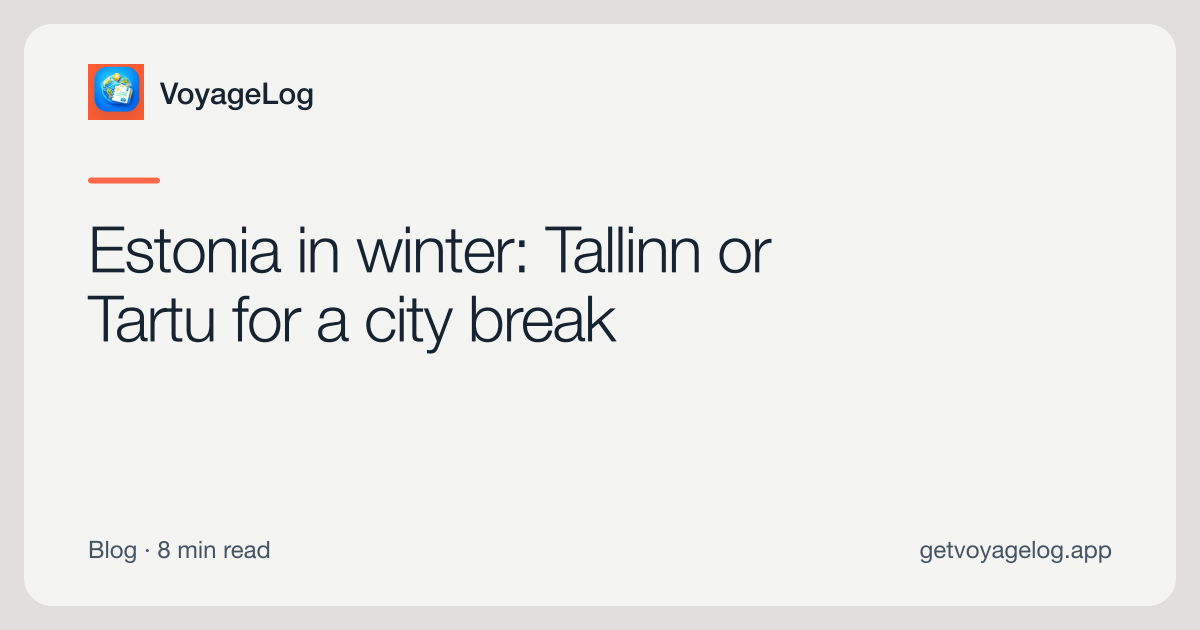 VoyageLog
Estonia in winter: Tallinn or
Tartu for a city break
Blog · 8 min read
getvoyagelog.app